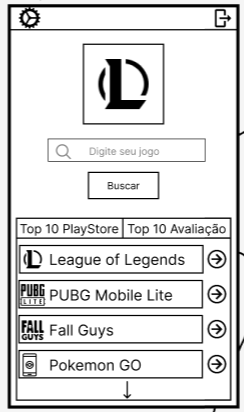 L
Digite seu jogo
Buscar
Top 10 PlayStore Top 10 Avaliação
L League of Legends
PUBG LITE PUBG Mobile Lite
FALL GUYS Fall Guys
Pokemon GO